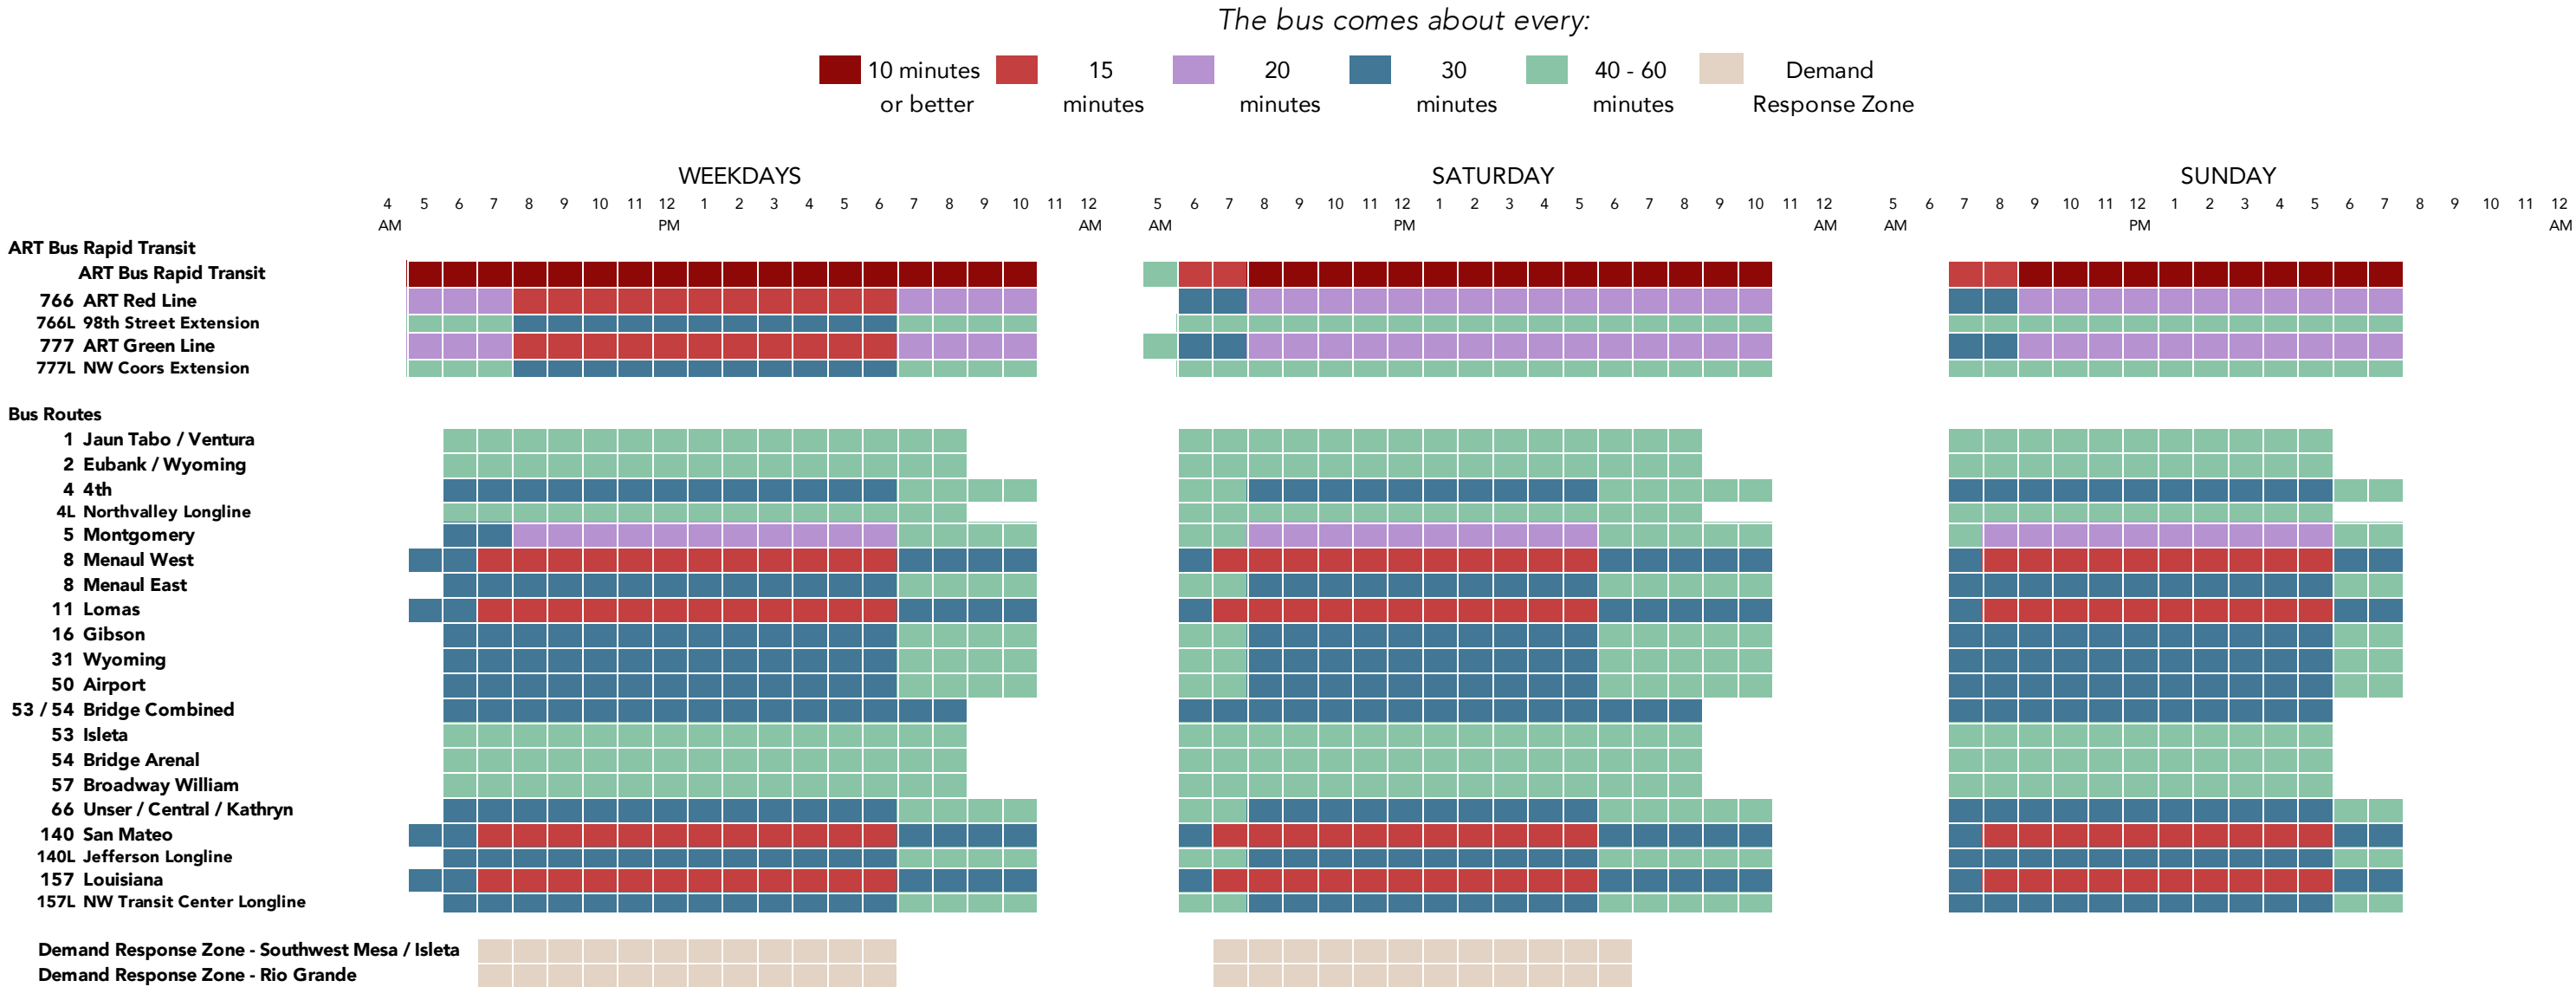 The bus comes about every:
10 minutes or better
15 minutes
20 minutes
30 minutes
40 - 60 minutes
Demand Response Zone
WEEKDAYS
4 AM 5 6 7 8 9 10 11 12 PM 1 2 3 4 5 6 7 8 9 10 11 12 AM
SATURDAY
5 AM 6 7 8 9 10 11 12 PM 1 2 3 4 5 6 7 8 9 10 11 12 AM
SUNDAY
5 AM 6 7 8 9 10 11 12 PM 1 2 3 4 5 6 7 8 9 10 11 12 AM
ART Bus Rapid Transit
ART Bus Rapid Transit
766 ART Red Line
766L 98th Street Extension
777 ART Green Line
777L NW Coors Extension
Bus Routes
1 Jaun Tabo / Ventura
2 Eubank / Wyoming
4 4th
4L Northvalley Longline
5 Montgomery
8 Menaul West
8 Menaul East
11 Lomas
16 Gibson
31 Wyoming
50 Airport
53 / 54 Bridge Combined
53 Isleta
54 Bridge Arenal
57 Broadway William
66 Unser / Central / Kathryn
140 San Mateo
140L Jefferson Longline
157 Louisiana
157L NW Transit Center Longline
Demand Response Zone - Southwest Mesa / Isleta
Demand Response Zone - Rio Grande